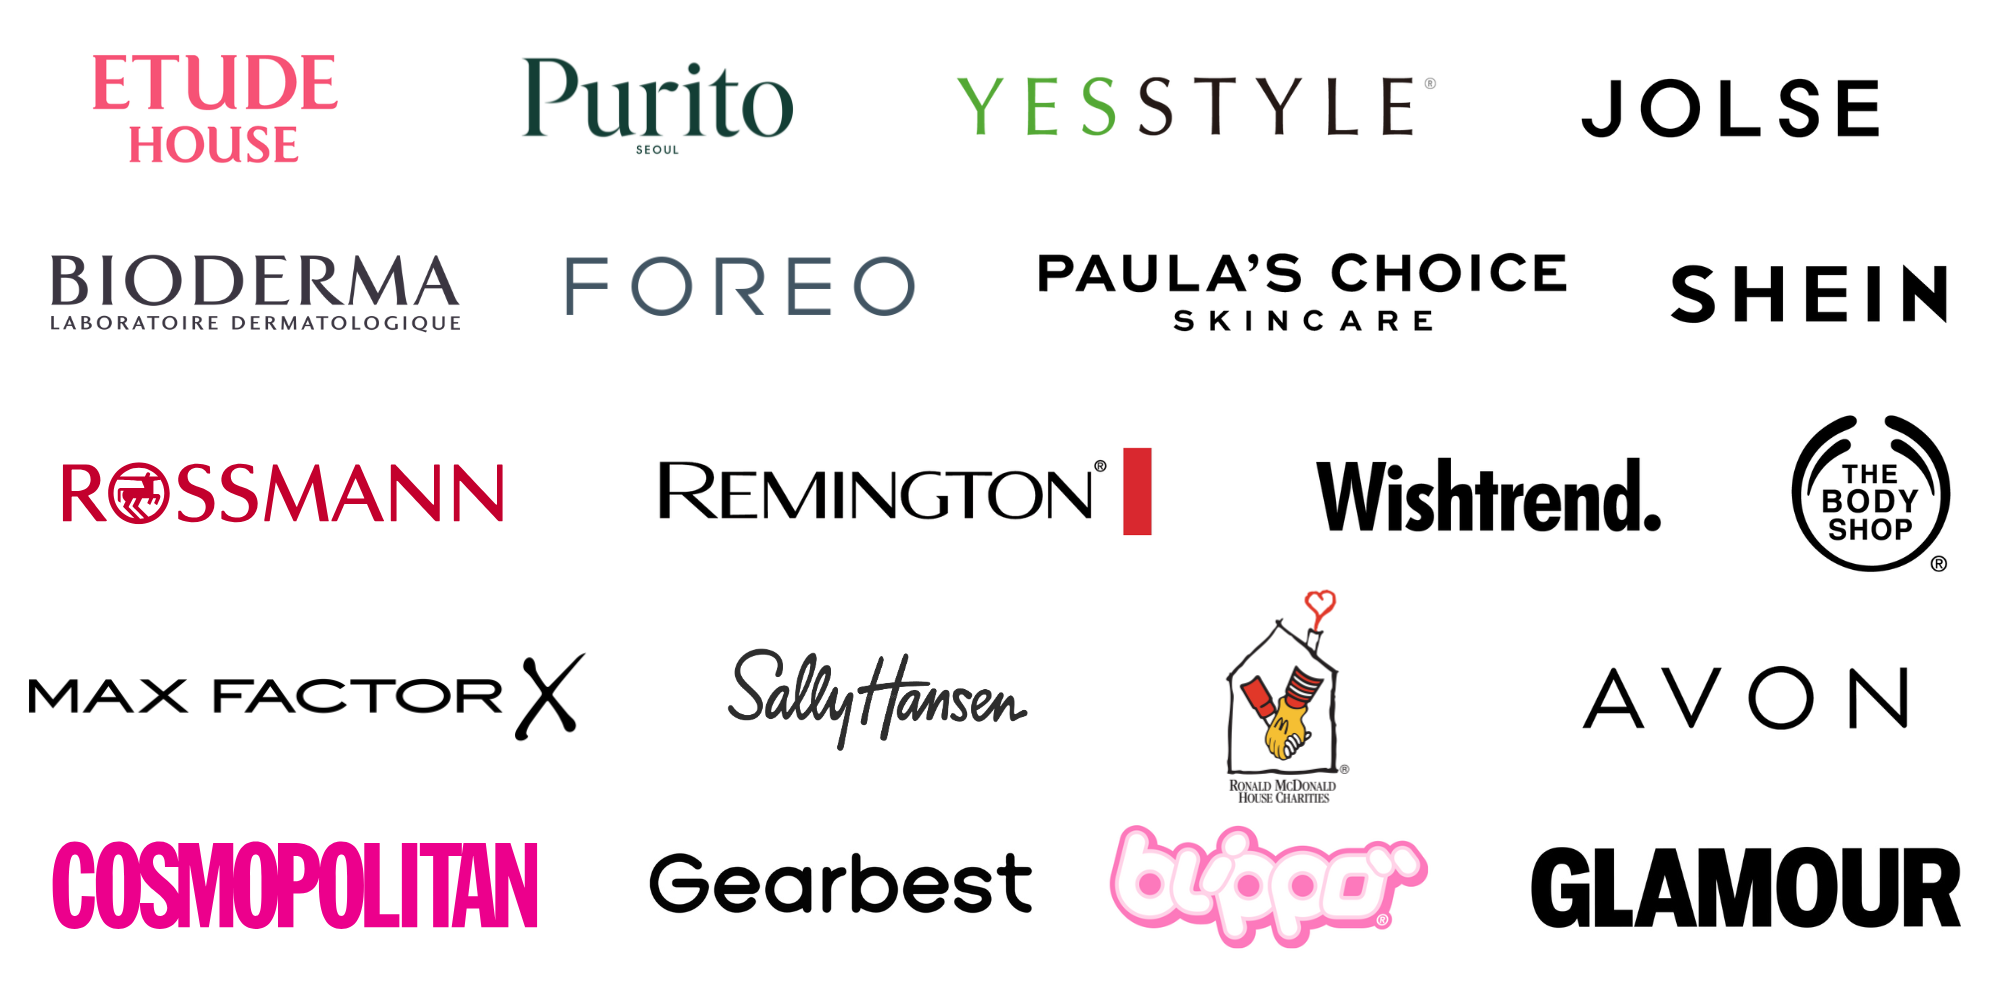 ETUDE
HOUSE
Purito
SEOUL
YESSTYLE®
JOLSE
BIODERMA
LABORATOIRE DERMATOLOGIQUE
FOREO
PAULA'S CHOICE
SKINCARE
SHEIN
ROSSMANN
REMINGTON®
Wishtrend.
THE
BODY
SHOP
®
MAX FACTOR X
Sally Hansen
®
RONALD MCDONALD
HOUSE CHARITIES
AVON
COSMOPOLITAN
Gearbest
blippo
®
GLAMOUR